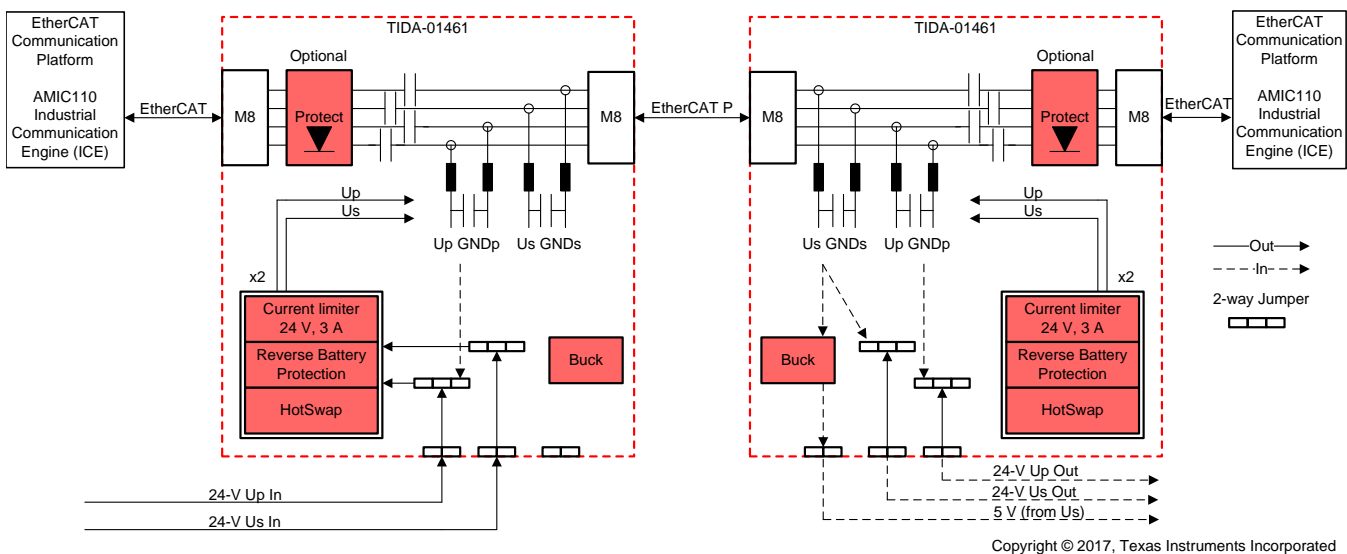 EtherCAT
Communication
Platform
AMIC110
Industrial
Communication
Engine (ICE)
EtherCAT
TIDA-01461
Optional
M8
Protect
M8
Up
Us
Up GNDp
Us GNDs
x2
Current limiter
24 V, 3 A
Reverse Battery
Protection
HotSwap
Buck
24-V Up In
24-V Us In
EtherCAT P
TIDA-01461
Optional
M8
Protect
M8
Us GNDs
Up GNDp
Up
Us
x2
Buck
Current limiter
24 V, 3 A
Reverse Battery
Protection
HotSwap
24-V Up Out
24-V Us Out
5 V (from Us)
EtherCAT
EtherCAT
Communication
Platform
AMIC110
Industrial
Communication
Engine (ICE)
Out
In
2-way Jumper
Copyright © 2017, Texas Instruments Incorporated